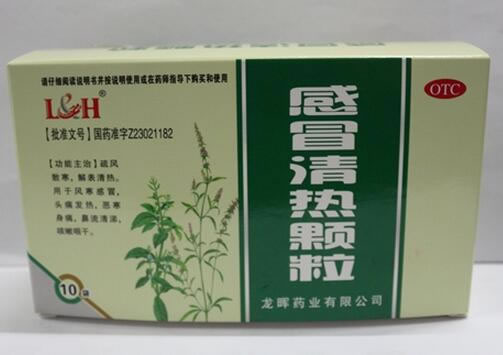 请仔细阅读说明书并按说明使用或在药师指导下购买和使用
L&H®
【批准文号】国药准字Z23021182
【功能主治】疏风
散寒，解表清热。
用于风寒感冒，
头痛发热，恶寒
身痛，鼻流清涕，
咳嗽咽干。
10袋
OTC
感冒清热颗粒
龙晖药业有限公司